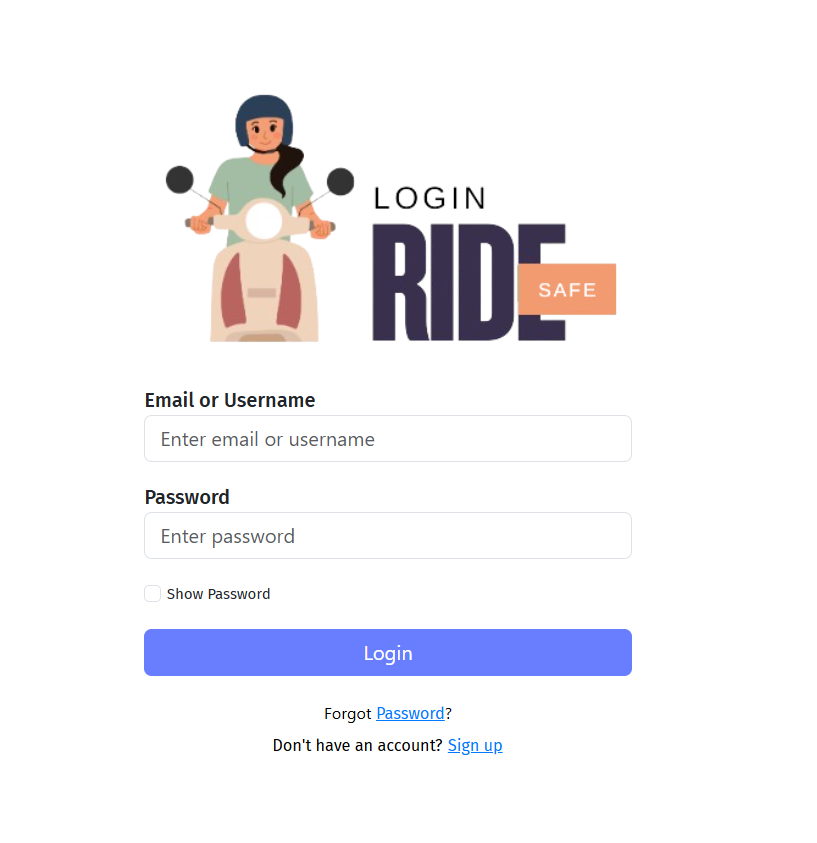 LOGIN
RIDE
SAFE
Email or Username
Enter email or username
Password
Enter password
Show Password
Login
Forgot Password?
Don't have an account? Sign up